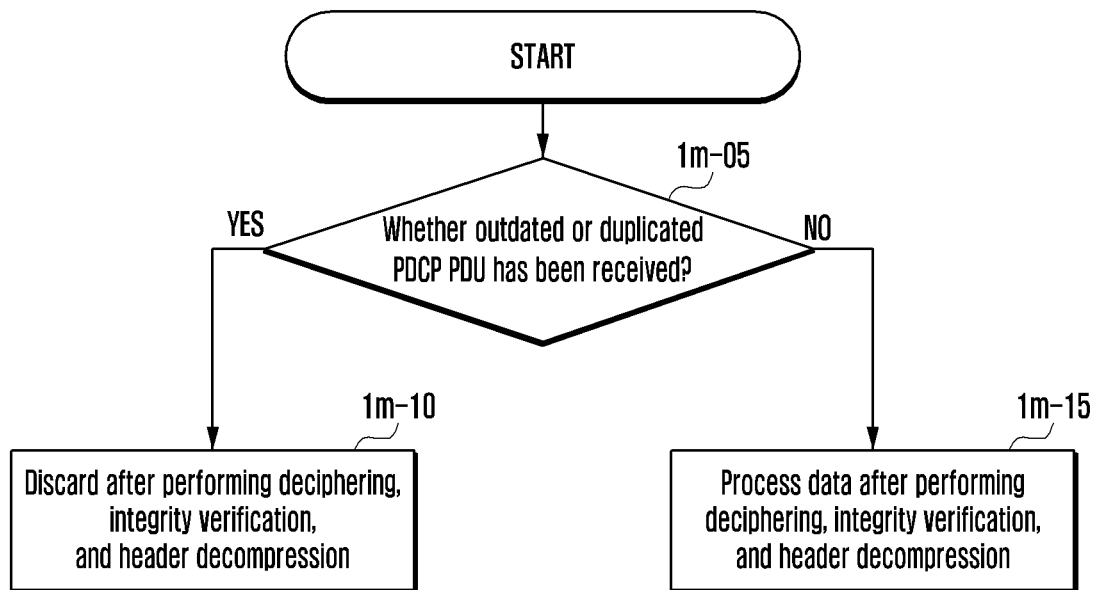 START
1m-05
YES
Whether outdated or duplicated
PDCP PDU has been received?
NO
1m-10
Discard after performing deciphering,
integrity verification,
and header decompression
1m-15
Process data after performing
deciphering, integrity verification,
and header decompression